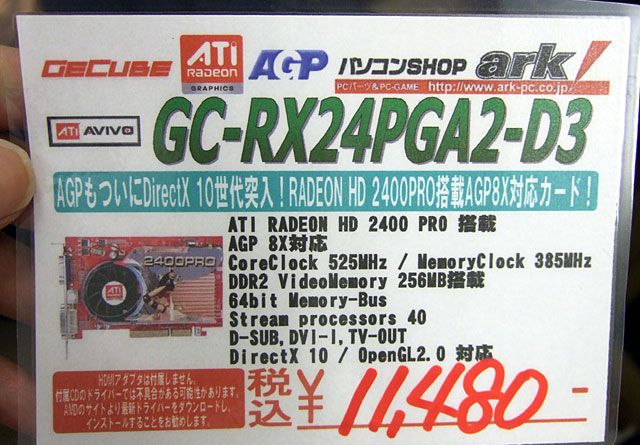 GECUBE
ATI
RADEON
GRAPHICS
AGP
パソコンSHOP
ark
PCパーツ&PC-GAME http://www.ark-pc.co.jp/
ATI AVIVO
GC-RX24PGA2-D3
AGPもついにDirectX 10世代突入!RADEON HD 2400PRO搭載AGP8X対応カード!
ATI RADEON HD 2400 PRO 搭載
AGP 8X対応
CoreClock 525MHz / MemoryClock 385MHz
DDR2 VideoMemory 256MB搭載
64bit Memory-Bus
Stream processors 40
D-SUB,DVI-I,TV-OUT
DirectX 10 / OpenGL2.0 対応
2400PRO
ATI
HDMIアダプタは付属しません。
付属CDのドライバーでは不具合がある可能性があります。
AMDのサイトより最新ドライバーをダウンロードし、
インストールすることをお勧めします。
税込 ¥11,480-